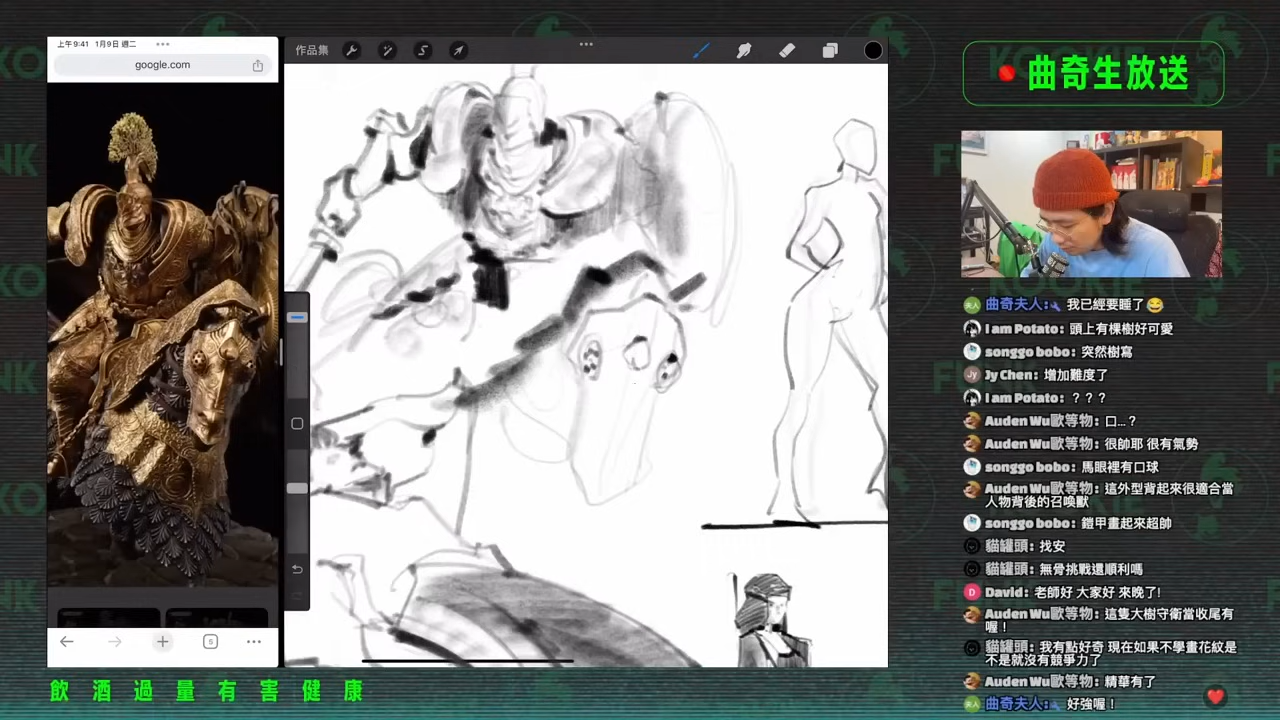 上午9:41 1月9日 週二
google.com
5
作品集
曲奇生放送
夫人 曲奇夫人: 我已經要睡了😂
I am Potato: 頭上有棵樹好可愛
songgo bobo: 突然樹窩
Jy Jy Chen: 增加難度了
I am Potato: ？？？
Auden Wu歐等物: 口...？
Auden Wu歐等物: 很帥耶 很有氣勢
songgo bobo: 馬眼裡有口球
Auden Wu歐等物: 這外型背起來很適合當
人物背後的召喚獸
songgo bobo: 鎧甲畫起來超帥
貓罐頭: 找安
貓罐頭: 無骨挑戰還順利嗎
D David: 老師好 大家好 來晚了!
Auden Wu歐等物: 這隻大樹守衛當收尾有
喔！
貓罐頭: 我有點好奇 現在如果不學畫花紋是
不是就沒有競爭力了
Auden Wu歐等物: 精華有了
夫人 曲奇夫人: 好強喔！
飲酒過量有害健康